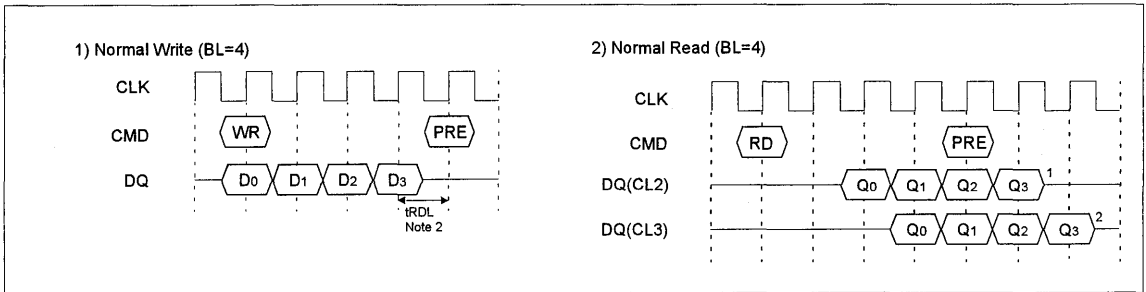 1) Normal Write (BL=4)
CLK
CMD WR PRE
DQ D0 D1 D2 D3
tRDL
Note 2
2) Normal Read (BL=4)
CLK
CMD RD PRE
DQ(CL2) Q0 Q1 Q2 Q3 1
DQ(CL3) Q0 Q1 Q2 Q3 2